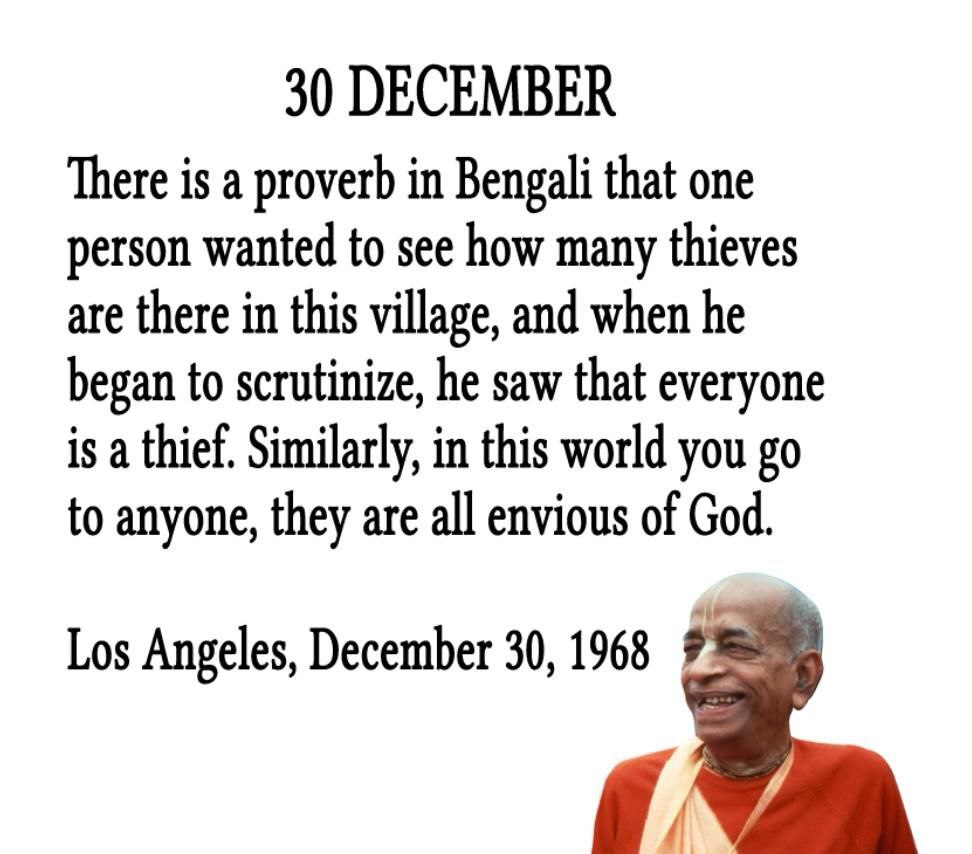 30 DECEMBER
There is a proverb in Bengali that one
person wanted to see how many thieves
are there in this village, and when he
began to scrutinize, he saw that everyone
is a thief. Similarly, in this world you go
to anyone, they are all envious of God.
Los Angeles, December 30, 1968